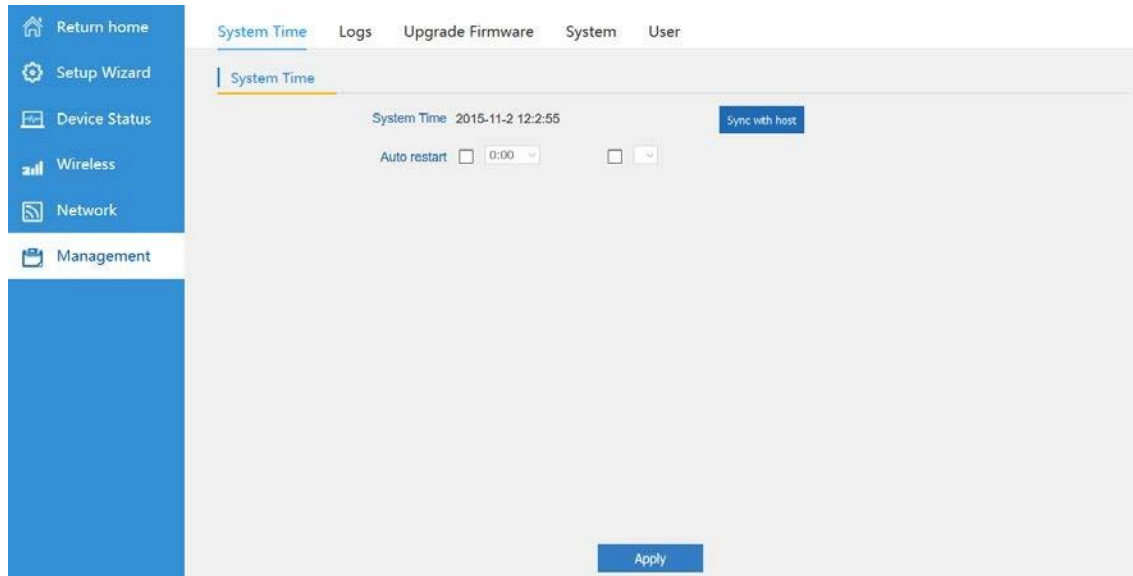 Return home
Setup Wizard
Device Status
Wireless
Network
Management
System Time Logs Upgrade Firmware System User
System Time
System Time 2015-11-2 12:2:55 Sync with host
Auto restart 0:00
Apply